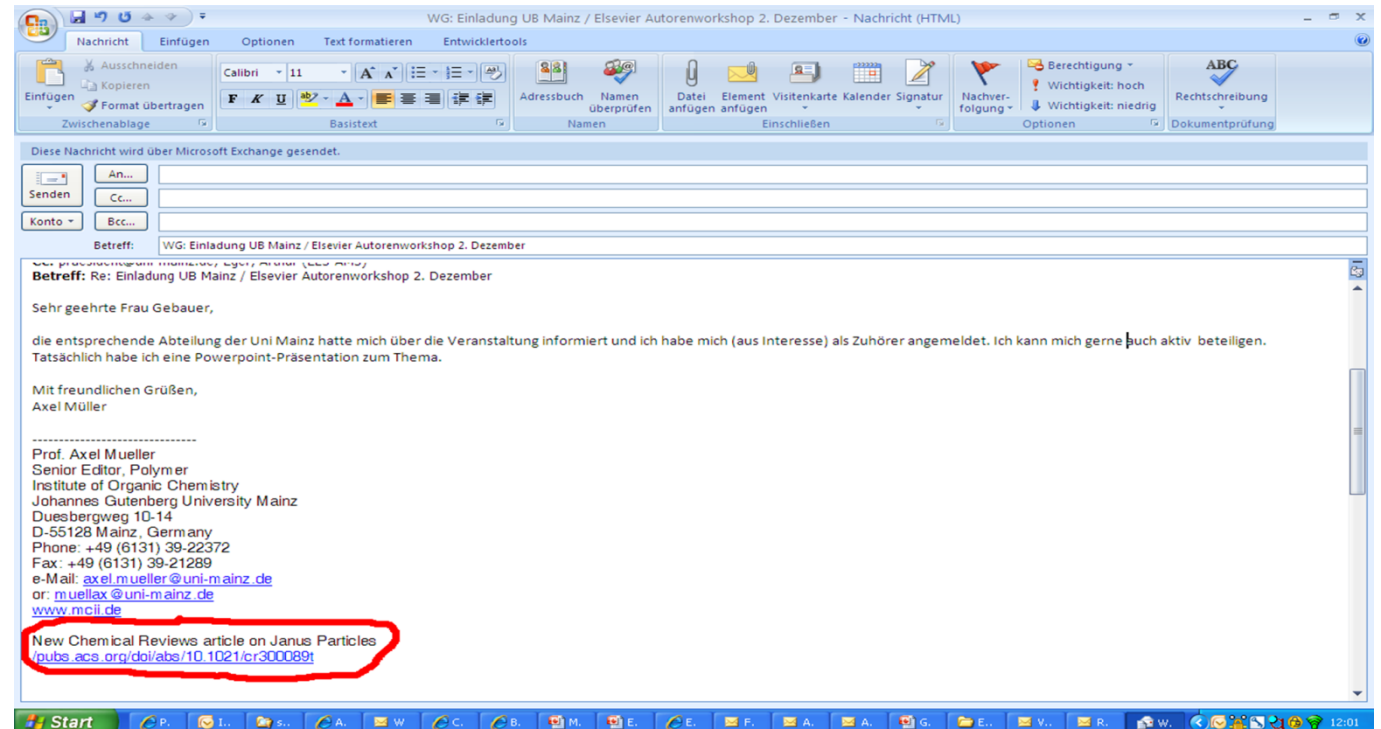 WG: Einladung UB Mainz / Elsevier Autorenworkshop 2. Dezember - Nachricht (HTML)
Nachricht Einfügen Optionen Text formatieren Entwicklertools
Einfügen
Ausschneiden
Kopieren
Format übertragen
Zwischenablage
Calibri 11
F K U
Basistext
Adressbuch
Namen überprüfen
Namen
Datei anfügen
Element anfügen
Visitenkarte
Kalender
Signatur
Einschließen
Nachver-
folgung
Berechtigung
Wichtigkeit: hoch
Wichtigkeit: niedrig
Optionen
ABC
Rechtschreibung
Dokumentprüfung
Diese Nachricht wird über Microsoft Exchange gesendet.
Senden
Konto
An...
Cc...
Bcc...
Betreff: WG: Einladung UB Mainz / Elsevier Autorenworkshop 2. Dezember
Betreff: Re: Einladung UB Mainz / Elsevier Autorenworkshop 2. Dezember
Sehr geehrte Frau Gebauer,
die entsprechende Abteilung der Uni Mainz hatte mich über die Veranstaltung informiert und ich habe mich (aus Interesse) als Zuhörer angemeldet. Ich kann mich gerne auch aktiv beteiligen.
Tatsächlich habe ich eine Powerpoint-Präsentation zum Thema.
Mit freundlichen Grüßen,
Axel Müller
-------------------------------
Prof. Axel Mueller
Senior Editor, Polymer
Institute of Organic Chemistry
Johannes Gutenberg University Mainz
Duesbergweg 10-14
D-55128 Mainz, Germany
Phone: +49 (6131) 39-22372
Fax: +49 (6131) 39-21289
e-Mail: axel.mueller@uni-mainz.de
or: muellax@uni-mainz.de
www.mcii.de
New Chemical Reviews article on Janus Particles
/pubs.acs.org/doi/abs/10.1021/cr300089t
Start P. I.. s.. A. W C. B. M. E. E. F. A. A. G. E.. V.. R. W. 12:01